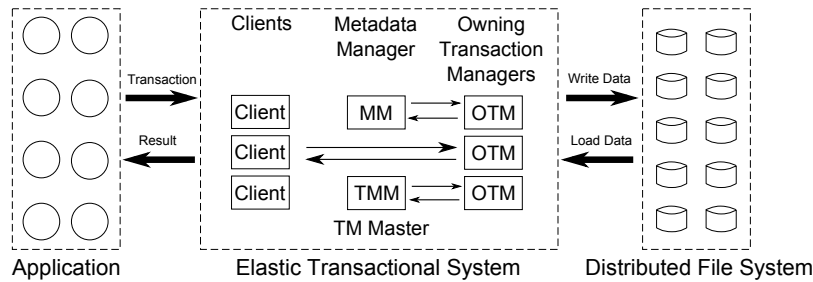 Clients
Metadata
Manager
Owning
Transaction
Managers
Transaction
Result
Client
Client
Client
MM
TMM
TM Master
OTM
OTM
OTM
Write Data
Load Data
Application
Elastic Transactional System
Distributed File System